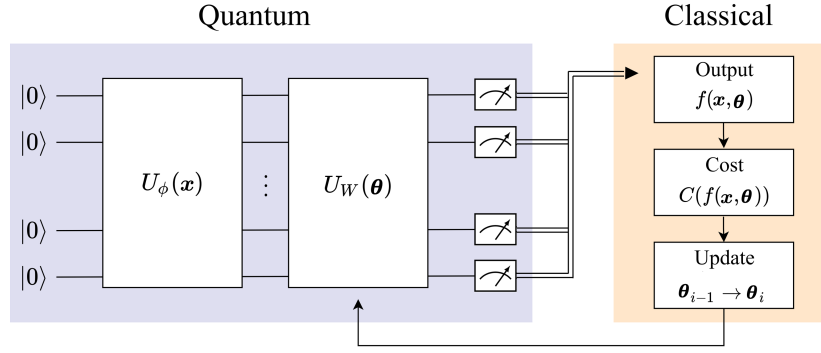 Quantum
Classical
|0⟩
|0⟩
|0⟩
|0⟩
U_ϕ(𝒙)
⋮
U_W(𝜽)
Output
f(𝒙,𝜽)
Cost
C(f(𝒙,𝜽))
Update
𝜽_{i−1} → 𝜽_i